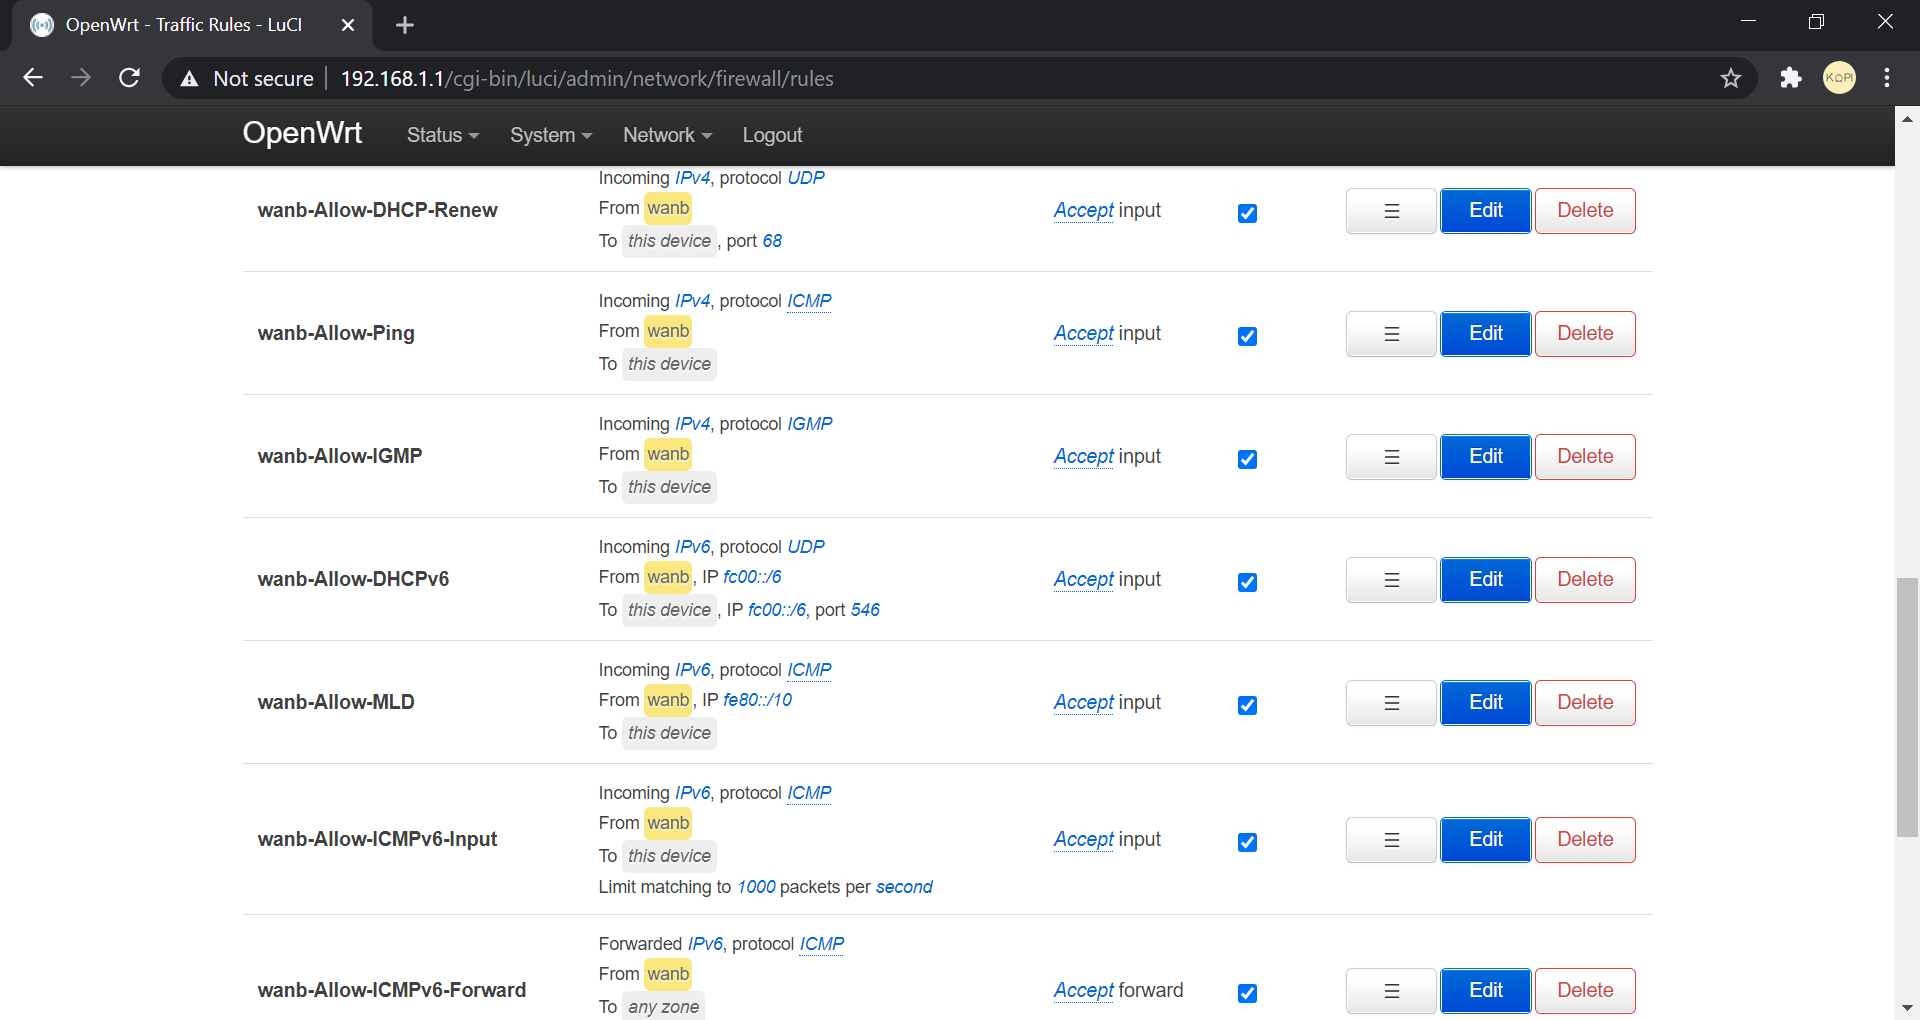 OpenWrt - Traffic Rules - LuCI
Not secure 192.168.1.1/cgi-bin/luci/admin/network/firewall/rules
KOPI
OpenWrt Status System Network Logout
Incoming IPv4, protocol UDP
wanb-Allow-DHCP-Renew From wanb Accept input Edit Delete
To this device , port 68
Incoming IPv4, protocol ICMP
wanb-Allow-Ping From wanb Accept input Edit Delete
To this device
Incoming IPv4, protocol IGMP
wanb-Allow-IGMP From wanb Accept input Edit Delete
To this device
Incoming IPv6, protocol UDP
wanb-Allow-DHCPv6 From wanb , IP fc00::/6 Accept input Edit Delete
To this device , IP fc00::/6, port 546
Incoming IPv6, protocol ICMP
wanb-Allow-MLD From wanb , IP fe80::/10 Accept input Edit Delete
To this device
Incoming IPv6, protocol ICMP
From wanb
wanb-Allow-ICMPv6-Input Accept input Edit Delete
To this device
Limit matching to 1000 packets per second
Forwarded IPv6, protocol ICMP
From wanb
wanb-Allow-ICMPv6-Forward Accept forward Edit Delete
To any zone